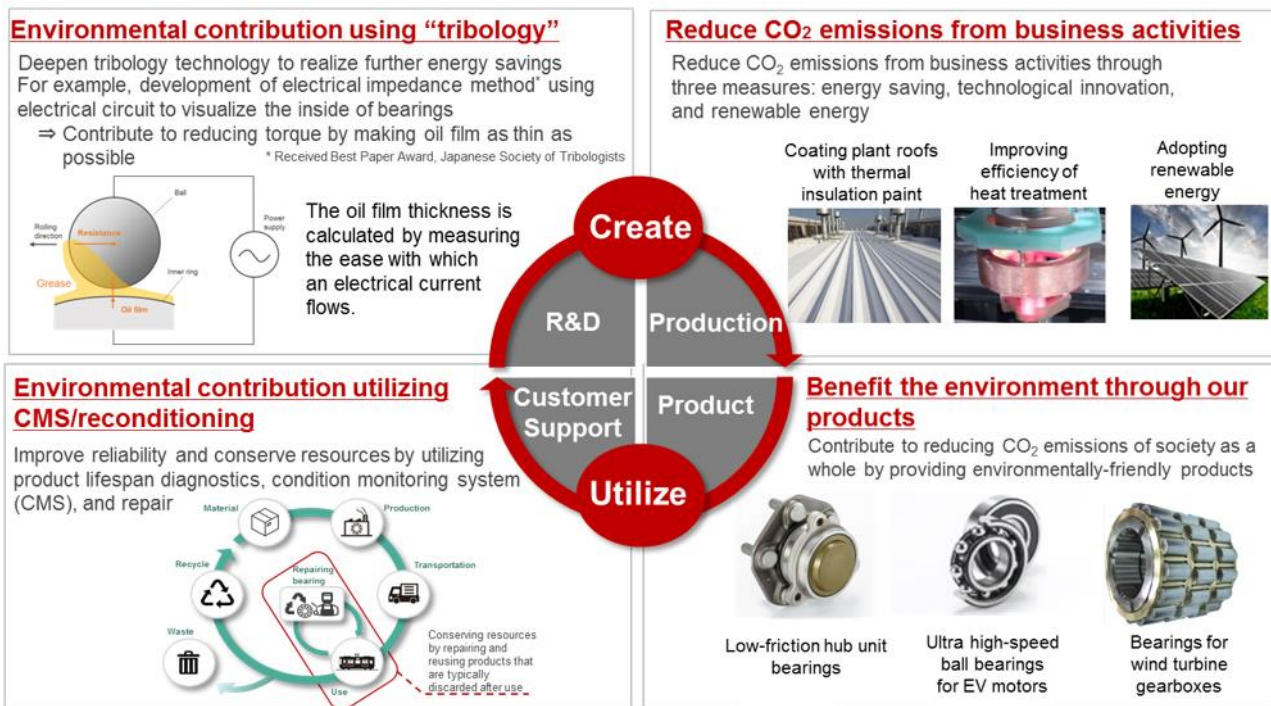 Environmental contribution using “tribology”
Deepen tribology technology to realize further energy savings
For example, development of electrical impedance method* using
electrical circuit to visualize the inside of bearings
⇒ Contribute to reducing torque by making oil film as thin as
possible
* Received Best Paper Award, Japanese Society of Tribologists
Ball
Rolling
direction
Resistance
Power
supply
Inner ring
Grease
Oil film
The oil film thickness is
calculated by measuring
the ease with which
an electrical current
flows.
Reduce CO₂ emissions from business activities
Reduce CO₂ emissions from business activities through
three measures: energy saving, technological innovation,
and renewable energy
Coating plant roofs
with thermal
insulation paint
Improving
efficiency of
heat treatment
Adopting
renewable
energy
Create
R&D
Production
Customer
Support
Product
Utilize
Environmental contribution utilizing
CMS/reconditioning
Improve reliability and conserve resources by utilizing
product lifespan diagnostics, condition monitoring system
(CMS), and repair
Material
Production
Recycle
Repairing
bearing
Transportation
Waste
Use
Conserving resources
by repairing and
reusing products that
are typically
discarded after use
Benefit the environment through our
products
Contribute to reducing CO₂ emissions of society as a
whole by providing environmentally-friendly products
Low-friction hub unit
bearings
Ultra high-speed
ball bearings
for EV motors
Bearings for
wind turbine
gearboxes